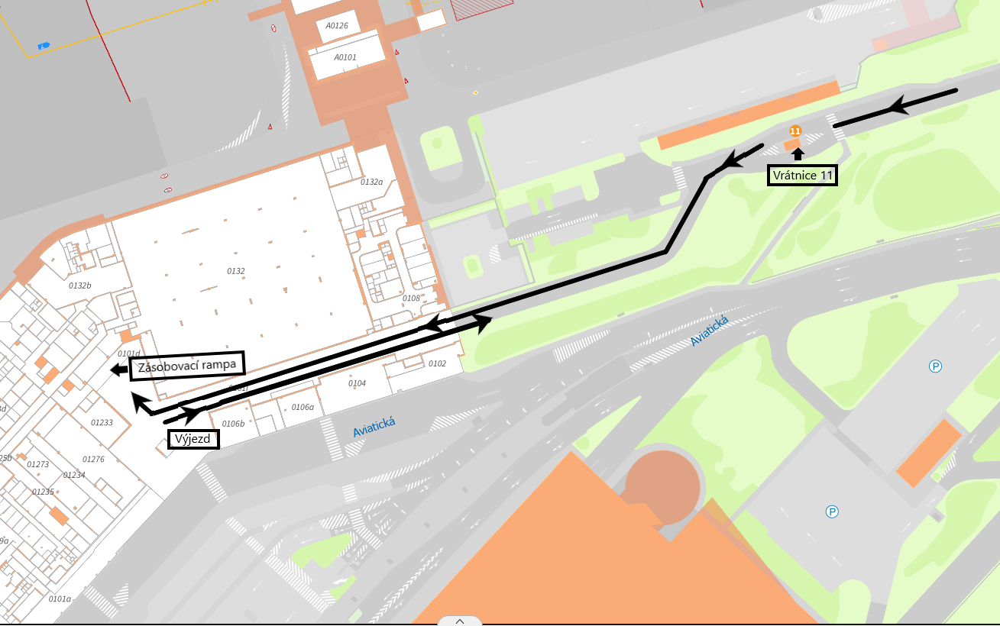 A0126
A0101
11
0132a
Vrátnice 11
0132
0132b
0108
Aviatická
0101d
Zásobovací rampa
0102
P
0104
0106a
01233
0106b
Aviatická
Výjezd
01276
01273
01234
01235
P
0101a